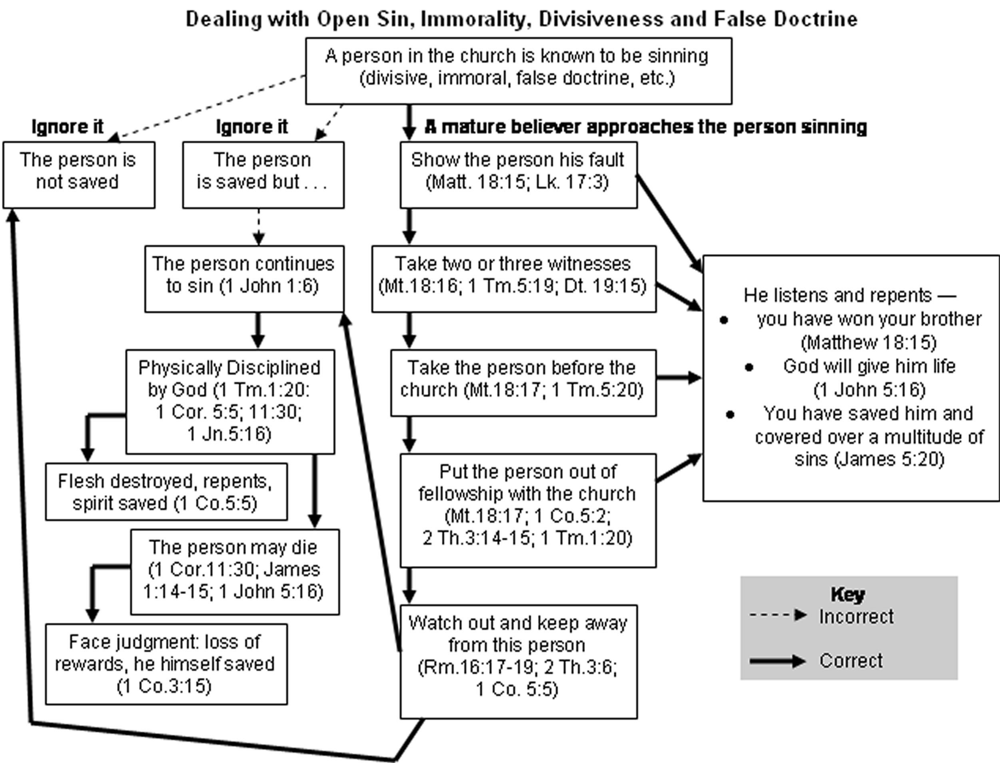 Dealing with Open Sin, Immorality, Divisiveness and False Doctrine
A person in the church is known to be sinning
(divisive, immoral, false doctrine, etc.)
Ignore it
The person is
not saved
Ignore it
The person
is saved but . . .
A mature believer approaches the person sinning
Show the person his fault
(Matt. 18:15; Lk. 17:3)
The person continues
to sin (1 John 1:6)
Take two or three witnesses
(Mt.18:16; 1 Tm.5:19; Dt. 19:15)
He listens and repents —
• you have won your brother
(Matthew 18:15)
• God will give him life
(1 John 5:16)
• You have saved him and
covered over a multitude of
sins (James 5:20)
Physically Disciplined
by God (1 Tm.1:20:
1 Cor. 5:5; 11:30;
1 Jn.5:16)
Take the person before the
church (Mt.18:17; 1 Tm.5:20)
Flesh destroyed, repents,
spirit saved (1 Co.5:5)
Put the person out of
fellowship with the church
(Mt.18:17; 1 Co.5:2;
2 Th.3:14-15; 1 Tm.1:20)
The person may die
(1 Cor.11:30; James
1:14-15; 1 John 5:16)
Face judgment: loss of
rewards, he himself saved
(1 Co.3:15)
Watch out and keep away
from this person
(Rm.16:17-19; 2 Th.3:6;
1 Co. 5:5)
Key
Incorrect
Correct